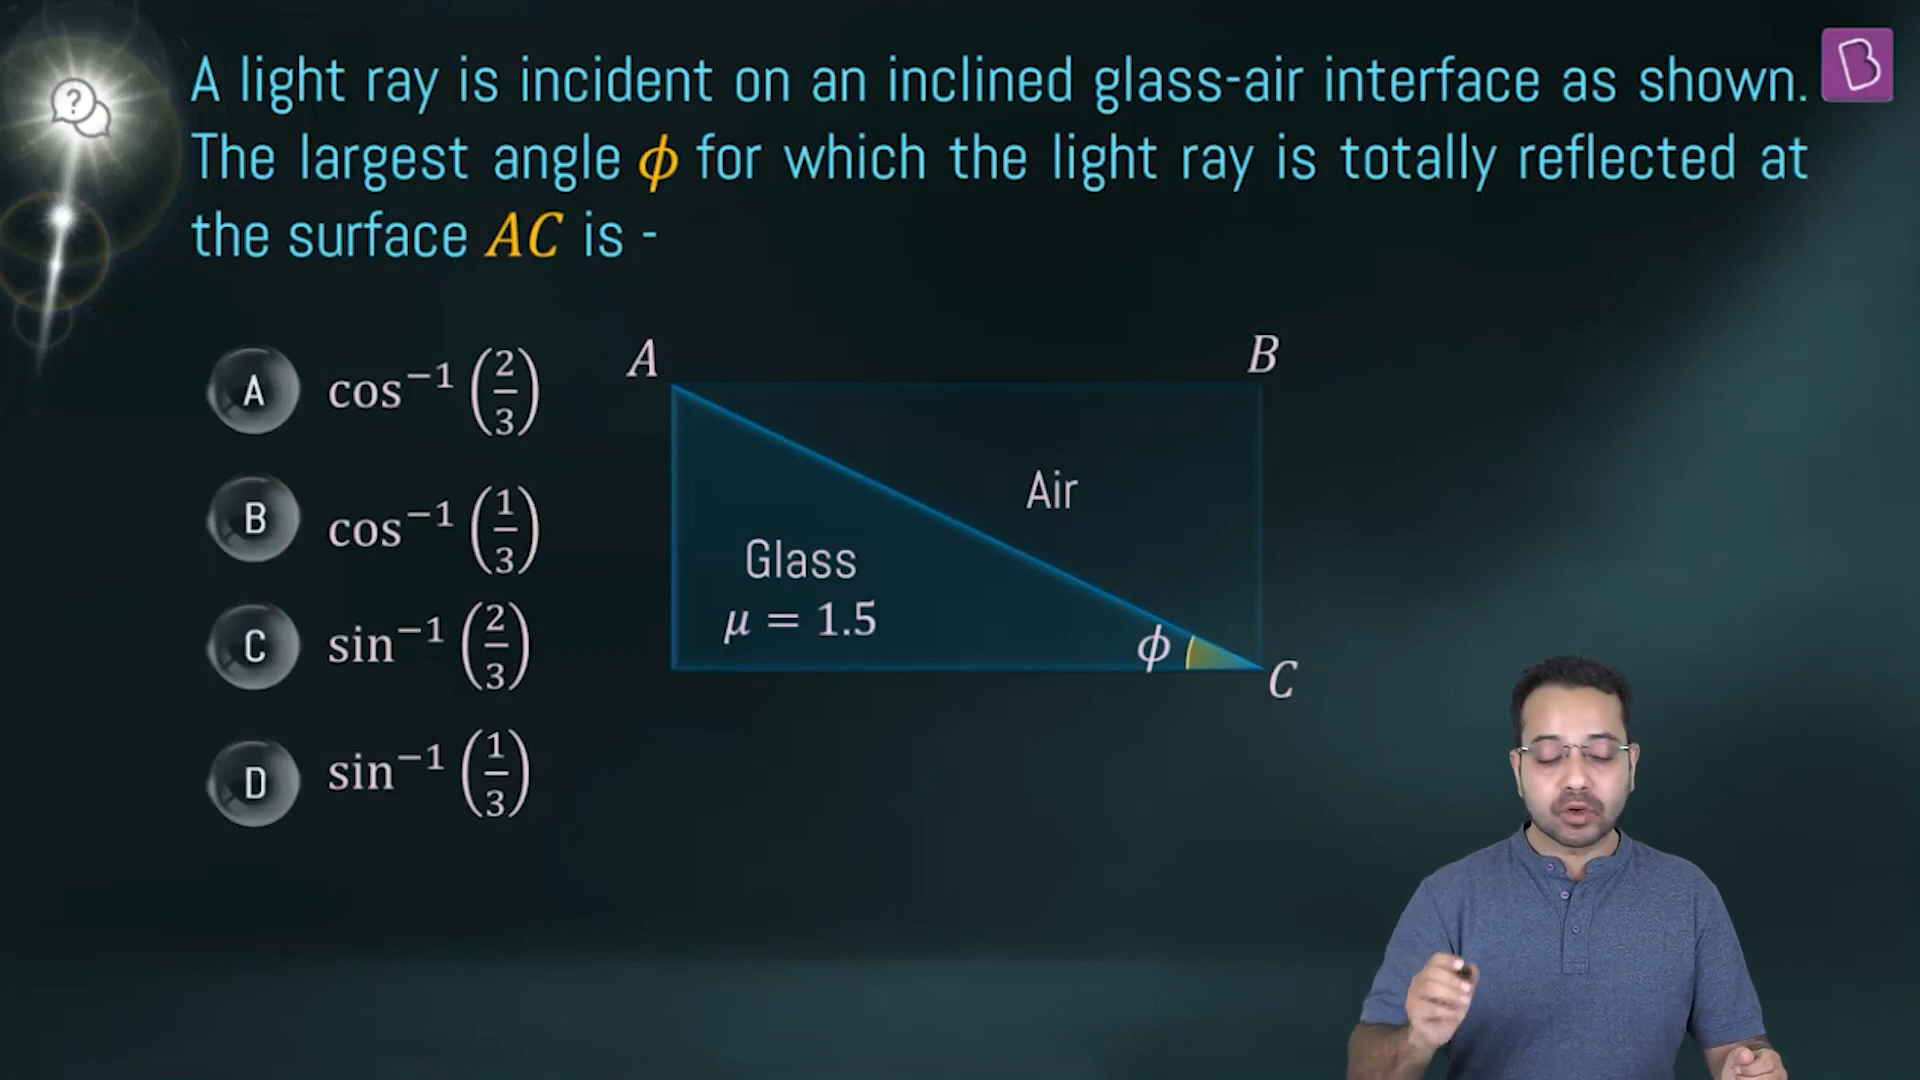 A light ray is incident on an inclined glass-air interface as shown.
The largest angle ϕ for which the light ray is totally reflected at
the surface AC is -
?
B
A cos⁻¹ (2/3)
B cos⁻¹ (1/3)
C sin⁻¹ (2/3)
D sin⁻¹ (1/3)
A
B
Air
Glass
μ = 1.5
ϕ
C